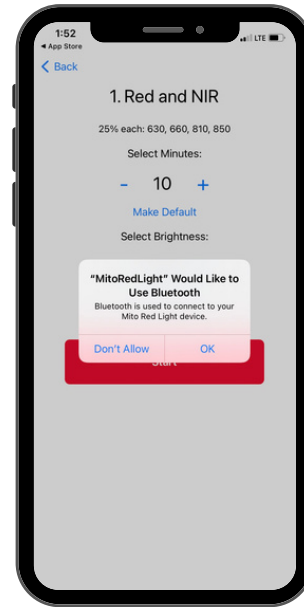 1:52
LTE
◀ App Store
Back
1. Red and NIR
25% each: 630, 660, 810, 850
Select Minutes:
- 10 +
Make Default
Select Brightness:
“MitoRedLight” Would Like to
Use Bluetooth
Bluetooth is used to connect to your
Mito Red Light device.
Don't Allow OK
Start